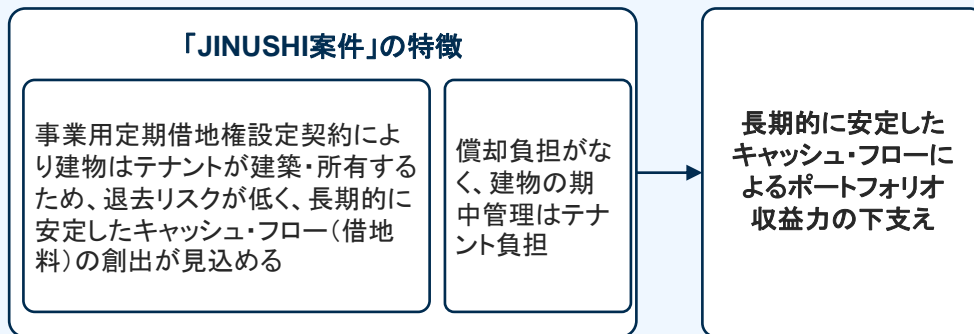 「JINUSHI案件」の特徴
事業用定期借地権設定契約によ
り建物はテナントが建築・所有する
ため、退去リスクが低く、長期的に
安定したキャッシュ・フロー（借地
料）の創出が見込める
償却負担がな
く、建物の期
中管理はテナ
ント負担
長期的に安定した
キャッシュ・フローに
よるポートフォリオ
収益力の下支え